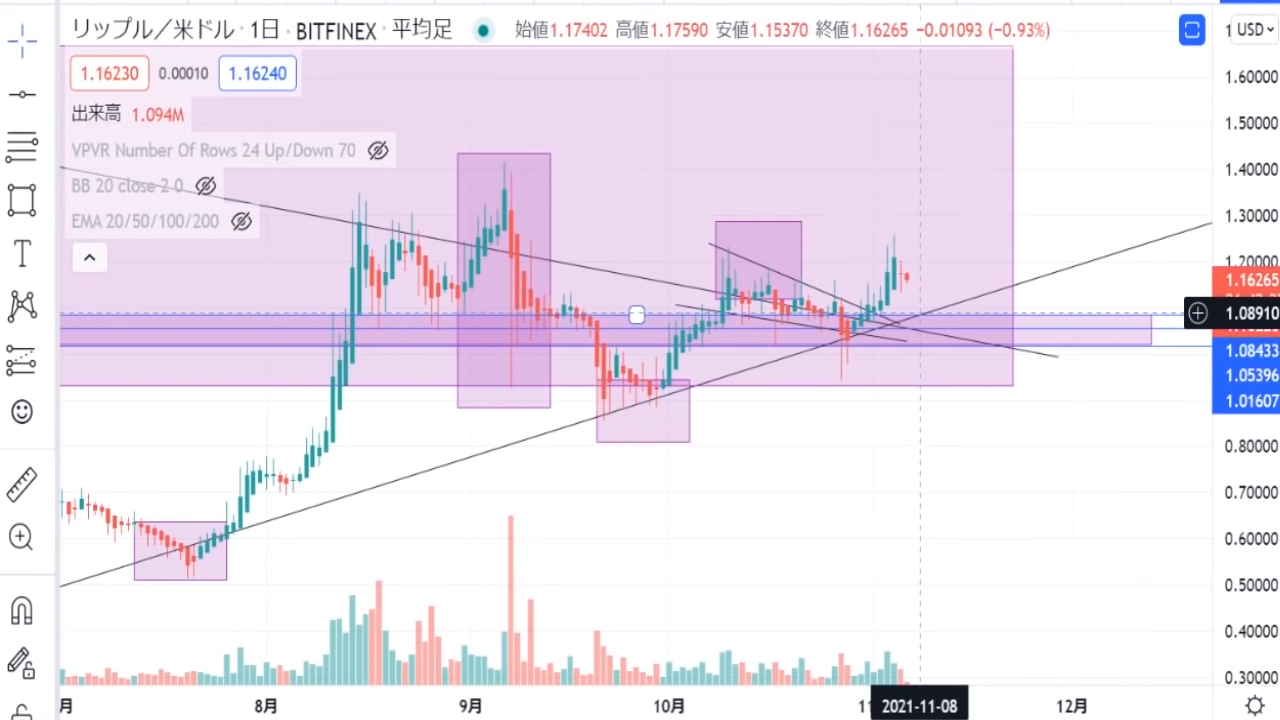 リップル／米ドル · 1日 · BITFINEX · 平均足 始値1.17402 高値1.17590 安値1.15370 終値1.16265 −0.01093 (−0.93%)
USD
1.16230 0.00010 1.16240
出来高 1.094M
VPVR Number Of Rows 24 Up/Down 70
BB 20 close 2 0
EMA 20/50/100/200
T
1.60000
1.50000
1.40000
1.30000
1.20000
1.16265
1.08910
1.08433
1.05396
1.01607
0.80000
0.70000
0.60000
0.50000
0.40000
0.30000
月 8月 9月 10月 11 2021-11-08 12月